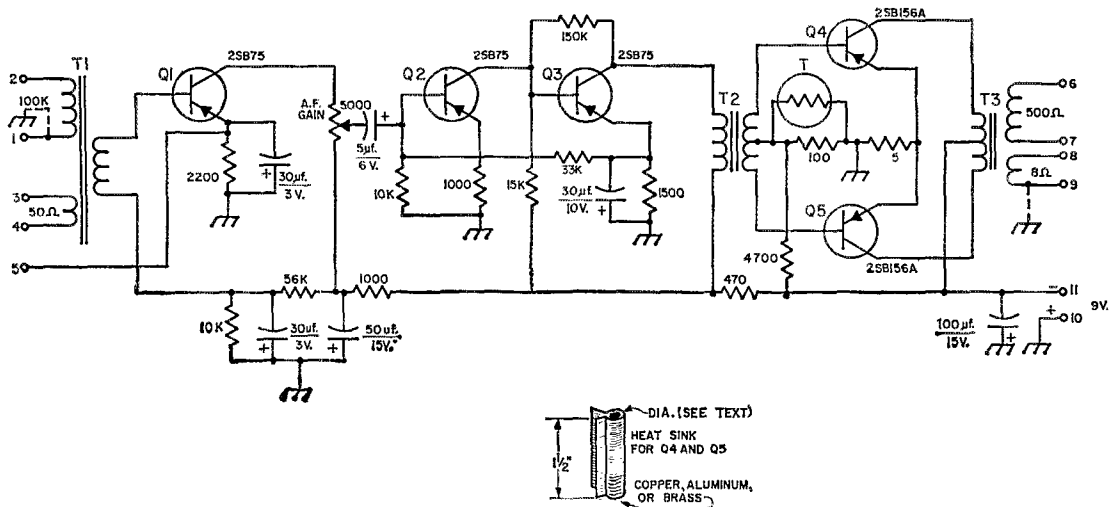 T1
2
100K
1
3
50Ω
4
5
Q1
2SB75
2200
30µf.
3V.
A.F.
GAIN
5000
5µf.
6V.
Q2
2SB75
10K
1000
150K
Q3
2SB75
15K
33K
30µf.
10V.
1500
T2
Q4
2SB156A
T
100
5
Q5
2SB156A
4700
T3
6
500Ω
7
8
8Ω
9
10K
30µf.
3V.
56K
50µf.
15V.
1000
470
100µf.
15V.
- 11
9V.
+ 10
DIA. (SEE TEXT)
HEAT SINK
FOR Q4 AND Q5
1 1/2"
COPPER, ALUMINUM,
OR BRASS